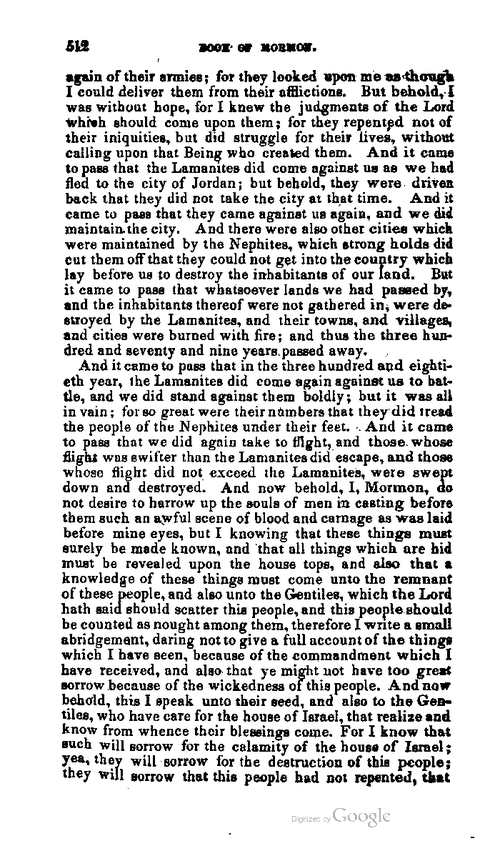 512 BOOK OF MORMON.
again of their armies; for they looked upon me as though
I could deliver them from their afflictions. But behold, I
was without hope, for I knew the judgments of the Lord
which should come upon them; for they repented not of
their iniquities, but did struggle for their lives, without
calling upon that Being who created them. And it came
to pass that the Lamanites did come against us as we had
fled to the city of Jordan; but behold, they were driven
back that they did not take the city at that time. And it
came to pass that they came against us again, and we did
maintain the city. And there were also other cities which
were maintained by the Nephites, which strong holds did
cut them off that they could not get into the country which
lay before us to destroy the inhabitants of our land. But
it came to pass that whatsoever lands we had passed by,
and the inhabitants thereof were not gathered in, were de-
stroyed by the Lamanites, and their towns, and villages,
and cities were burned with fire; and thus the three hun-
dred and seventy and nine years passed away.
And it came to pass that in the three hundred and eighti-
eth year, the Lamanites did come again against us to bat-
tle, and we did stand against them boldly; but it was all
in vain; for so great were their numbers that they did tread
the people of the Nephites under their feet. And it came
to pass that we did again take to flight, and those whose
flight was swifter than the Lamanites did escape, and those
whose flight did not exceed the Lamanites, were swept
down and destroyed. And now behold, I, Mormon, do
not desire to harrow up the souls of men in casting before
them such an awful scene of blood and carnage as was laid
before mine eyes, but I knowing that these things must
surely be made known, and that all things which are hid
must be revealed upon the house tops, and also that a
knowledge of these things must come unto the remnant
of these people, and also unto the Gentiles, which the Lord
hath said should scatter this people, and this people should
be counted as nought among them, therefore I write a small
abridgement, daring not to give a full account of the things
which I have seen, because of the commandment which I
have received, and also that ye might not have too great
sorrow because of the wickedness of this people. And now
behold, this I speak unto their seed, and also to the Gen-
tiles, who have care for the house of Israel, that realize and
know from whence their blessings come. For I know that
such will sorrow for the calamity of the house of Israel;
yea, they will sorrow for the destruction of this people;
they will sorrow that this people had not repented, that
Digitized by Google